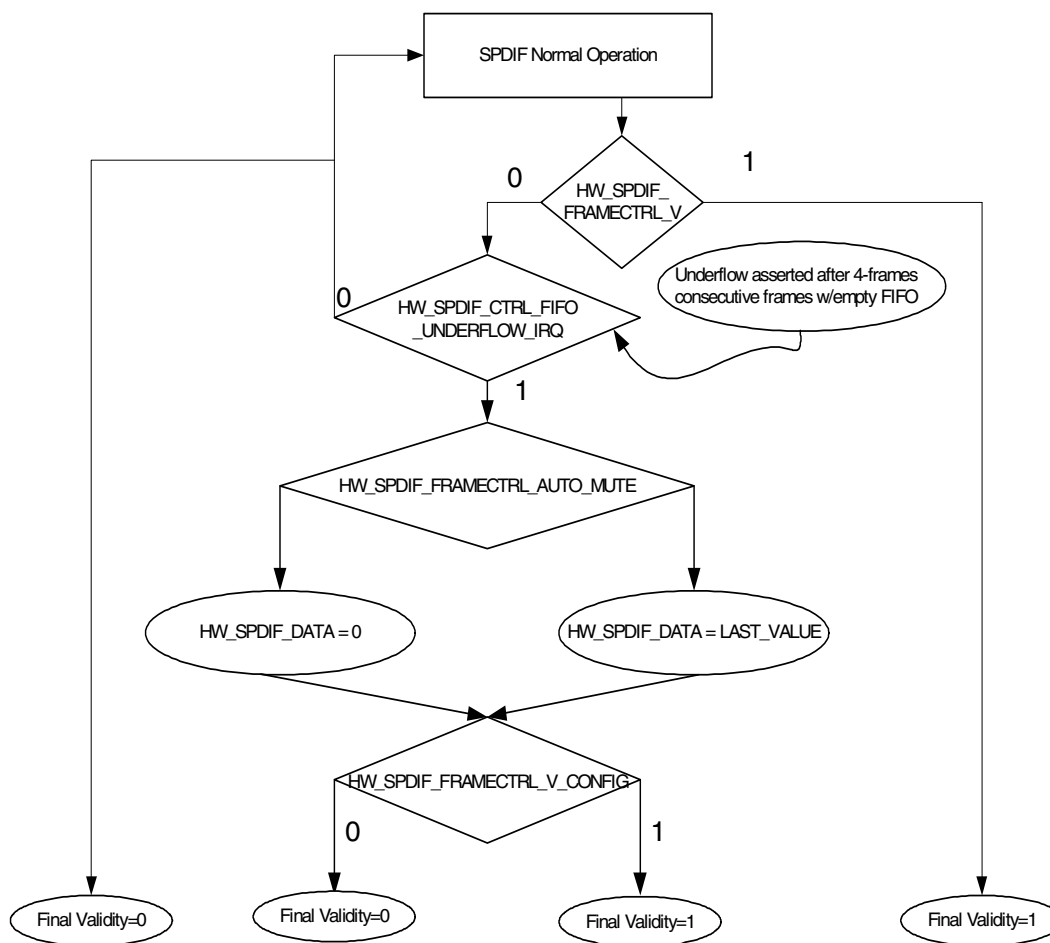 SPDIF Normal Operation
1
0
HW_SPDIF_
FRAMECTRL_V
Underflow asserted after 4-frames
consecutive frames w/empty FIFO
0
HW_SPDIF_CTRL_FIFO
_UNDERFLOW_IRQ
1
HW_SPDIF_FRAMECTRL_AUTO_MUTE
HW_SPDIF_DATA = 0
HW_SPDIF_DATA = LAST_VALUE
HW_SPDIF_FRAMECTRL_V_CONFIG
0
1
Final Validity=0
Final Validity=0
Final Validity=1
Final Validity=1